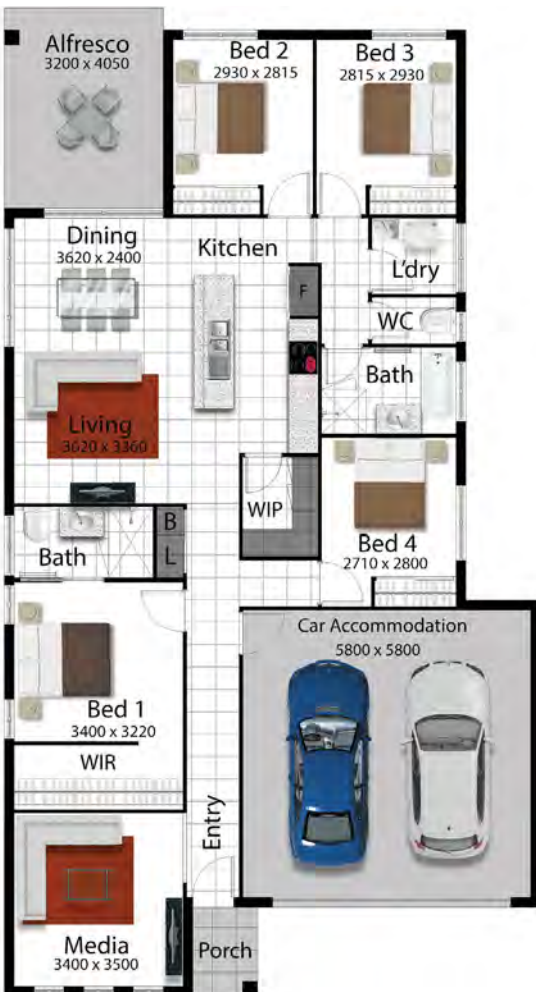 Alfresco
3200 x 4050
Bed 2
2930 x 2815
Bed 3
2815 x 2930
Dining
3620 x 2400
Kitchen
F
L'dry
WC
Bath
Living
3620 x 3360
WIP
B
L
Bath
Bed 4
2710 x 2800
Car Accommodation
5800 x 5800
Bed 1
3400 x 3220
WIR
Entry
Media
3400 x 3500
Porch